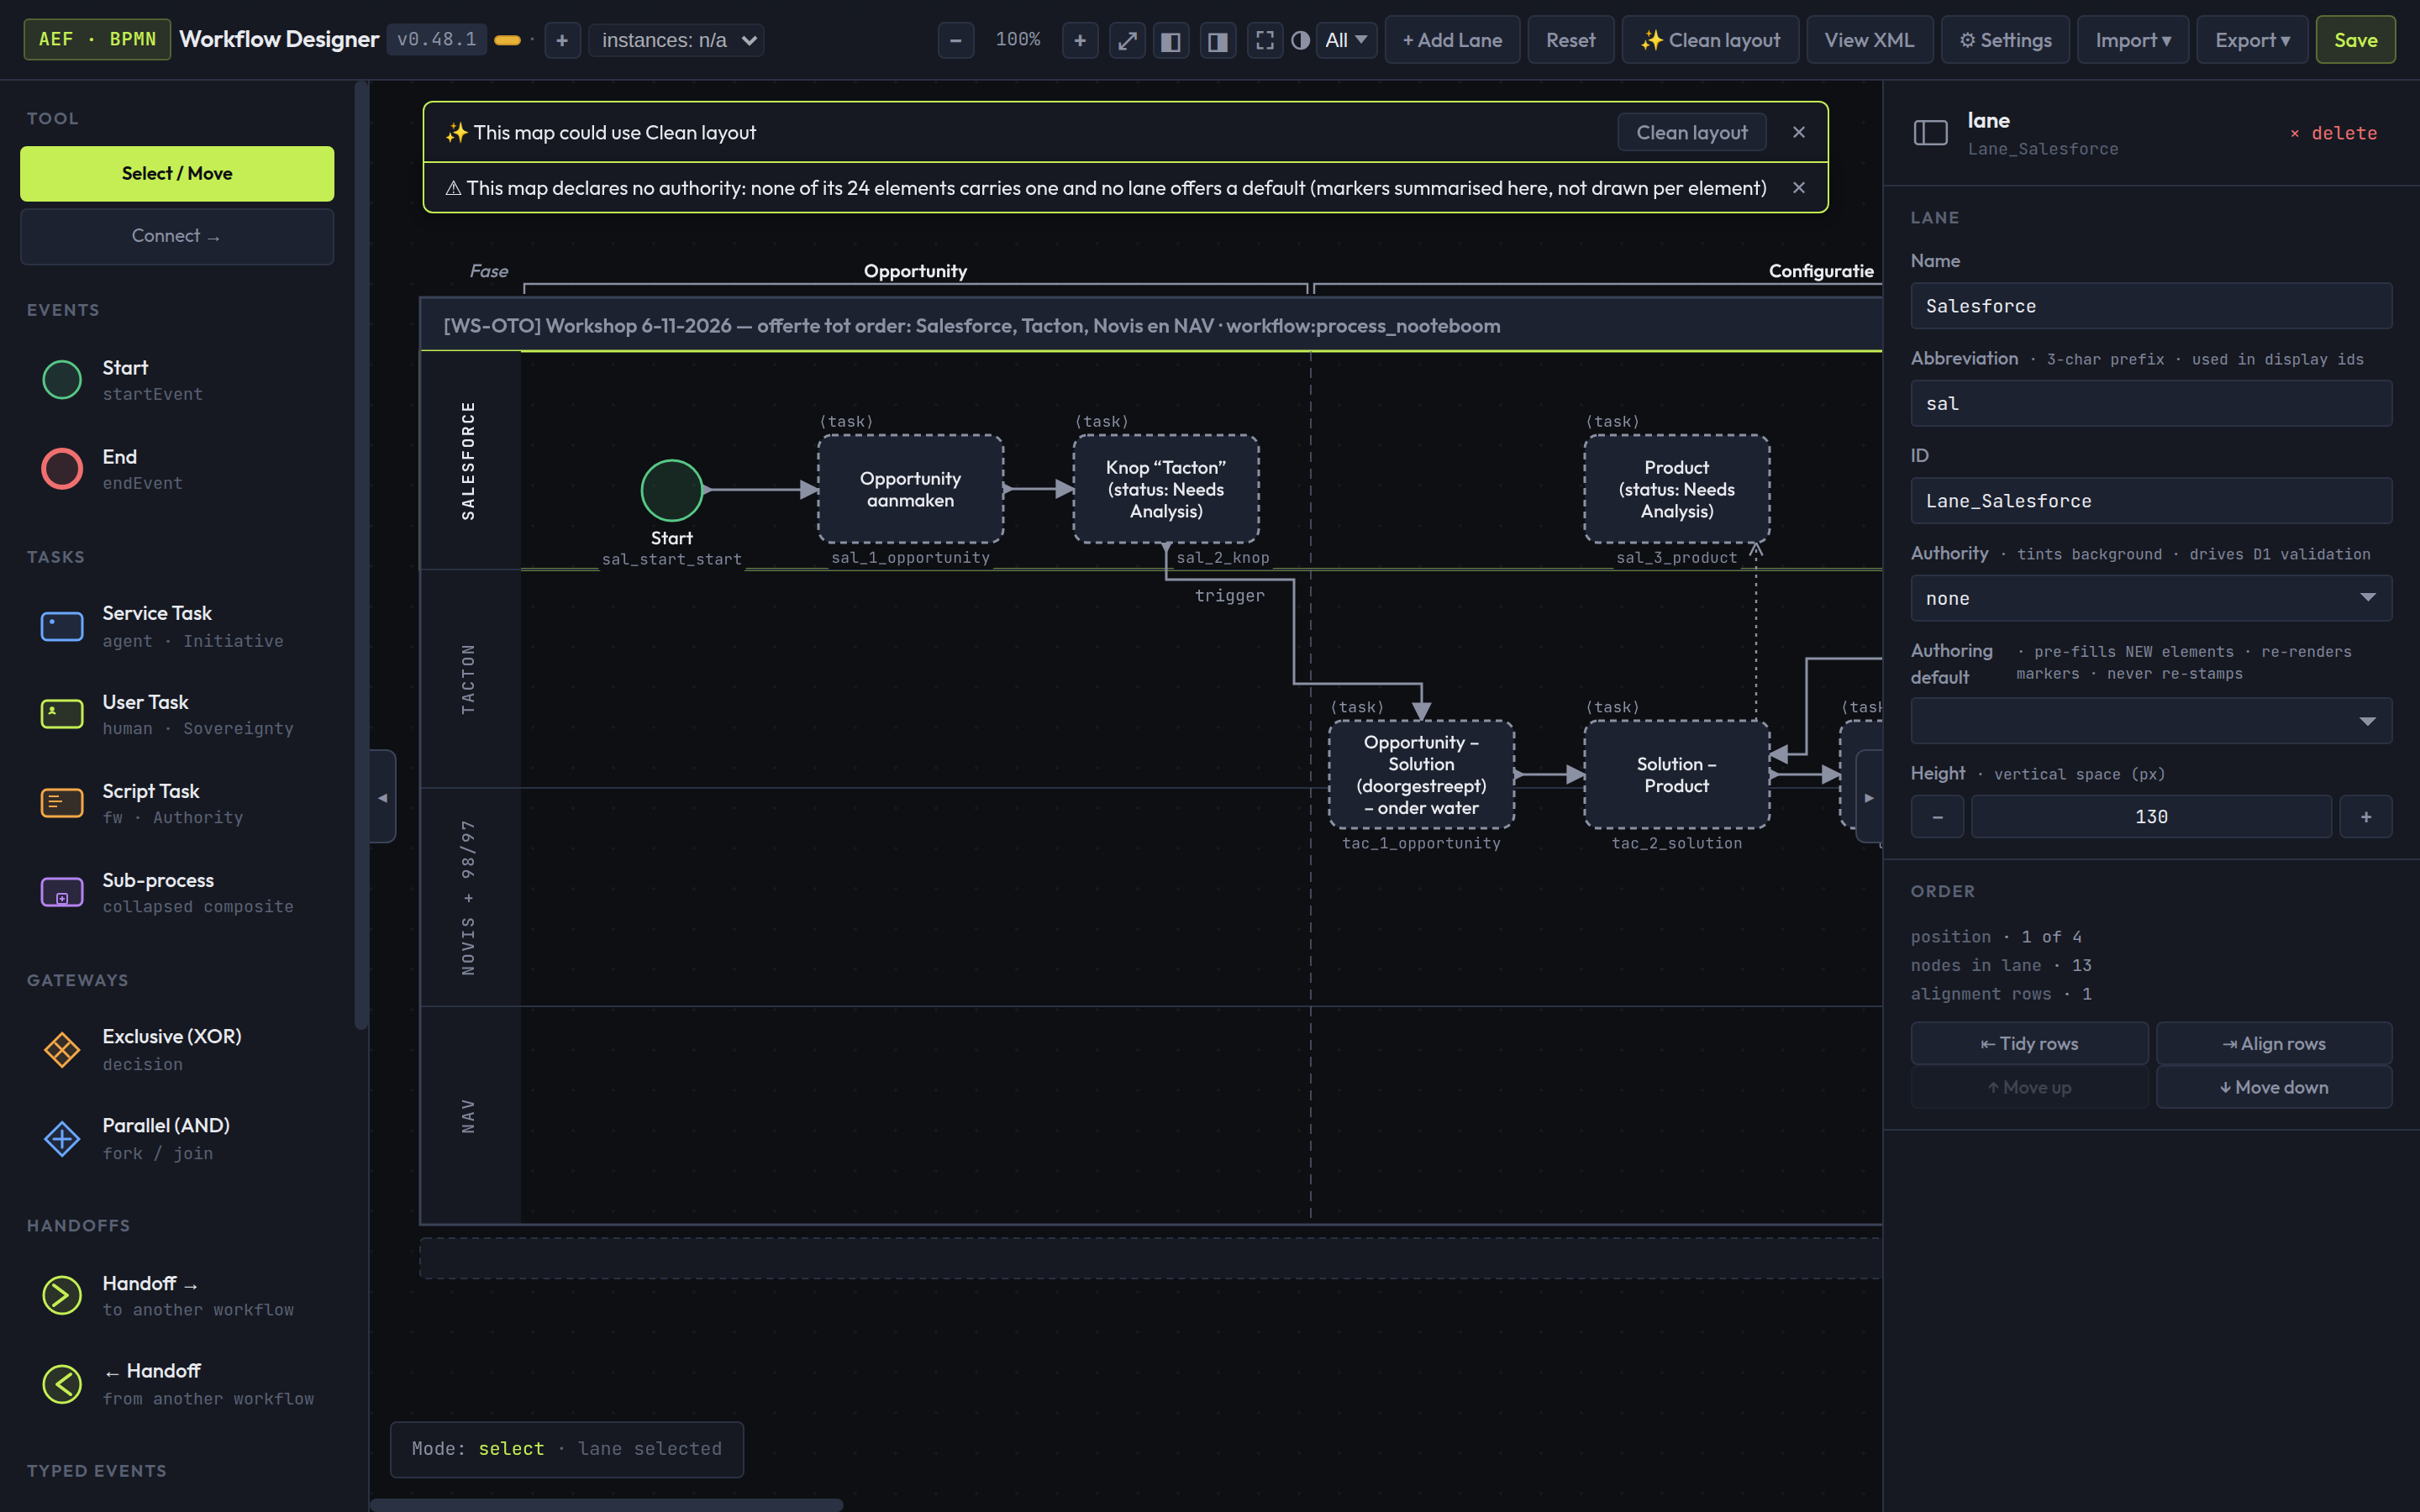 AEF · BPMN Workflow Designer v0.48.1 · + instances: n/a − 100% + All + Add Lane Reset ✨ Clean layout View XML ⚙ Settings Import ▾ Export ▾ Save
TOOL
Select / Move
Connect →
EVENTS
Start
startEvent
End
endEvent
TASKS
Service Task
agent · Initiative
User Task
human · Sovereignty
Script Task
fw · Authority
Sub-process
collapsed composite
GATEWAYS
Exclusive (XOR)
decision
Parallel (AND)
fork / join
HANDOFFS
Handoff →
to another workflow
← Handoff
from another workflow
TYPED EVENTS
✨ This map could use Clean layout
Clean layout ✕
⚠ This map declares no authority: none of its 24 elements carries one and no lane offers a default (markers summarised here, not drawn per element) ✕
Fase
Opportunity
Configuratie
[WS-OTO] Workshop 6-11-2026 — offerte tot order: Salesforce, Tacton, Novis en NAV · workflow:process_nooteboom
SALESFORCE
Start
sal_start_start
⟨task⟩
Opportunity
aanmaken
sal_1_opportunity
⟨task⟩
Knop “Tacton”
(status: Needs
Analysis)
sal_2_knop
⟨task⟩
Product
(status: Needs
Analysis)
sal_3_product
trigger
TACTON
⟨task⟩
Opportunity –
Solution
(doorgestreept)
– onder water
tac_1_opportunity
⟨task⟩
Solution –
Product
tac_2_solution
NOVIS + 98/97
NAV
Mode: select · lane selected
lane
Lane_Salesforce
× delete
LANE
Name
Salesforce
Abbreviation · 3-char prefix · used in display ids
sal
ID
Lane_Salesforce
Authority · tints background · drives D1 validation
none
Authoring default · pre-fills NEW elements · re-renders markers · never re-stamps
Height · vertical space (px)
− 130 +
ORDER
position · 1 of 4
nodes in lane · 13
alignment rows · 1
⇤ Tidy rows ⇥ Align rows
↑ Move up ↓ Move down